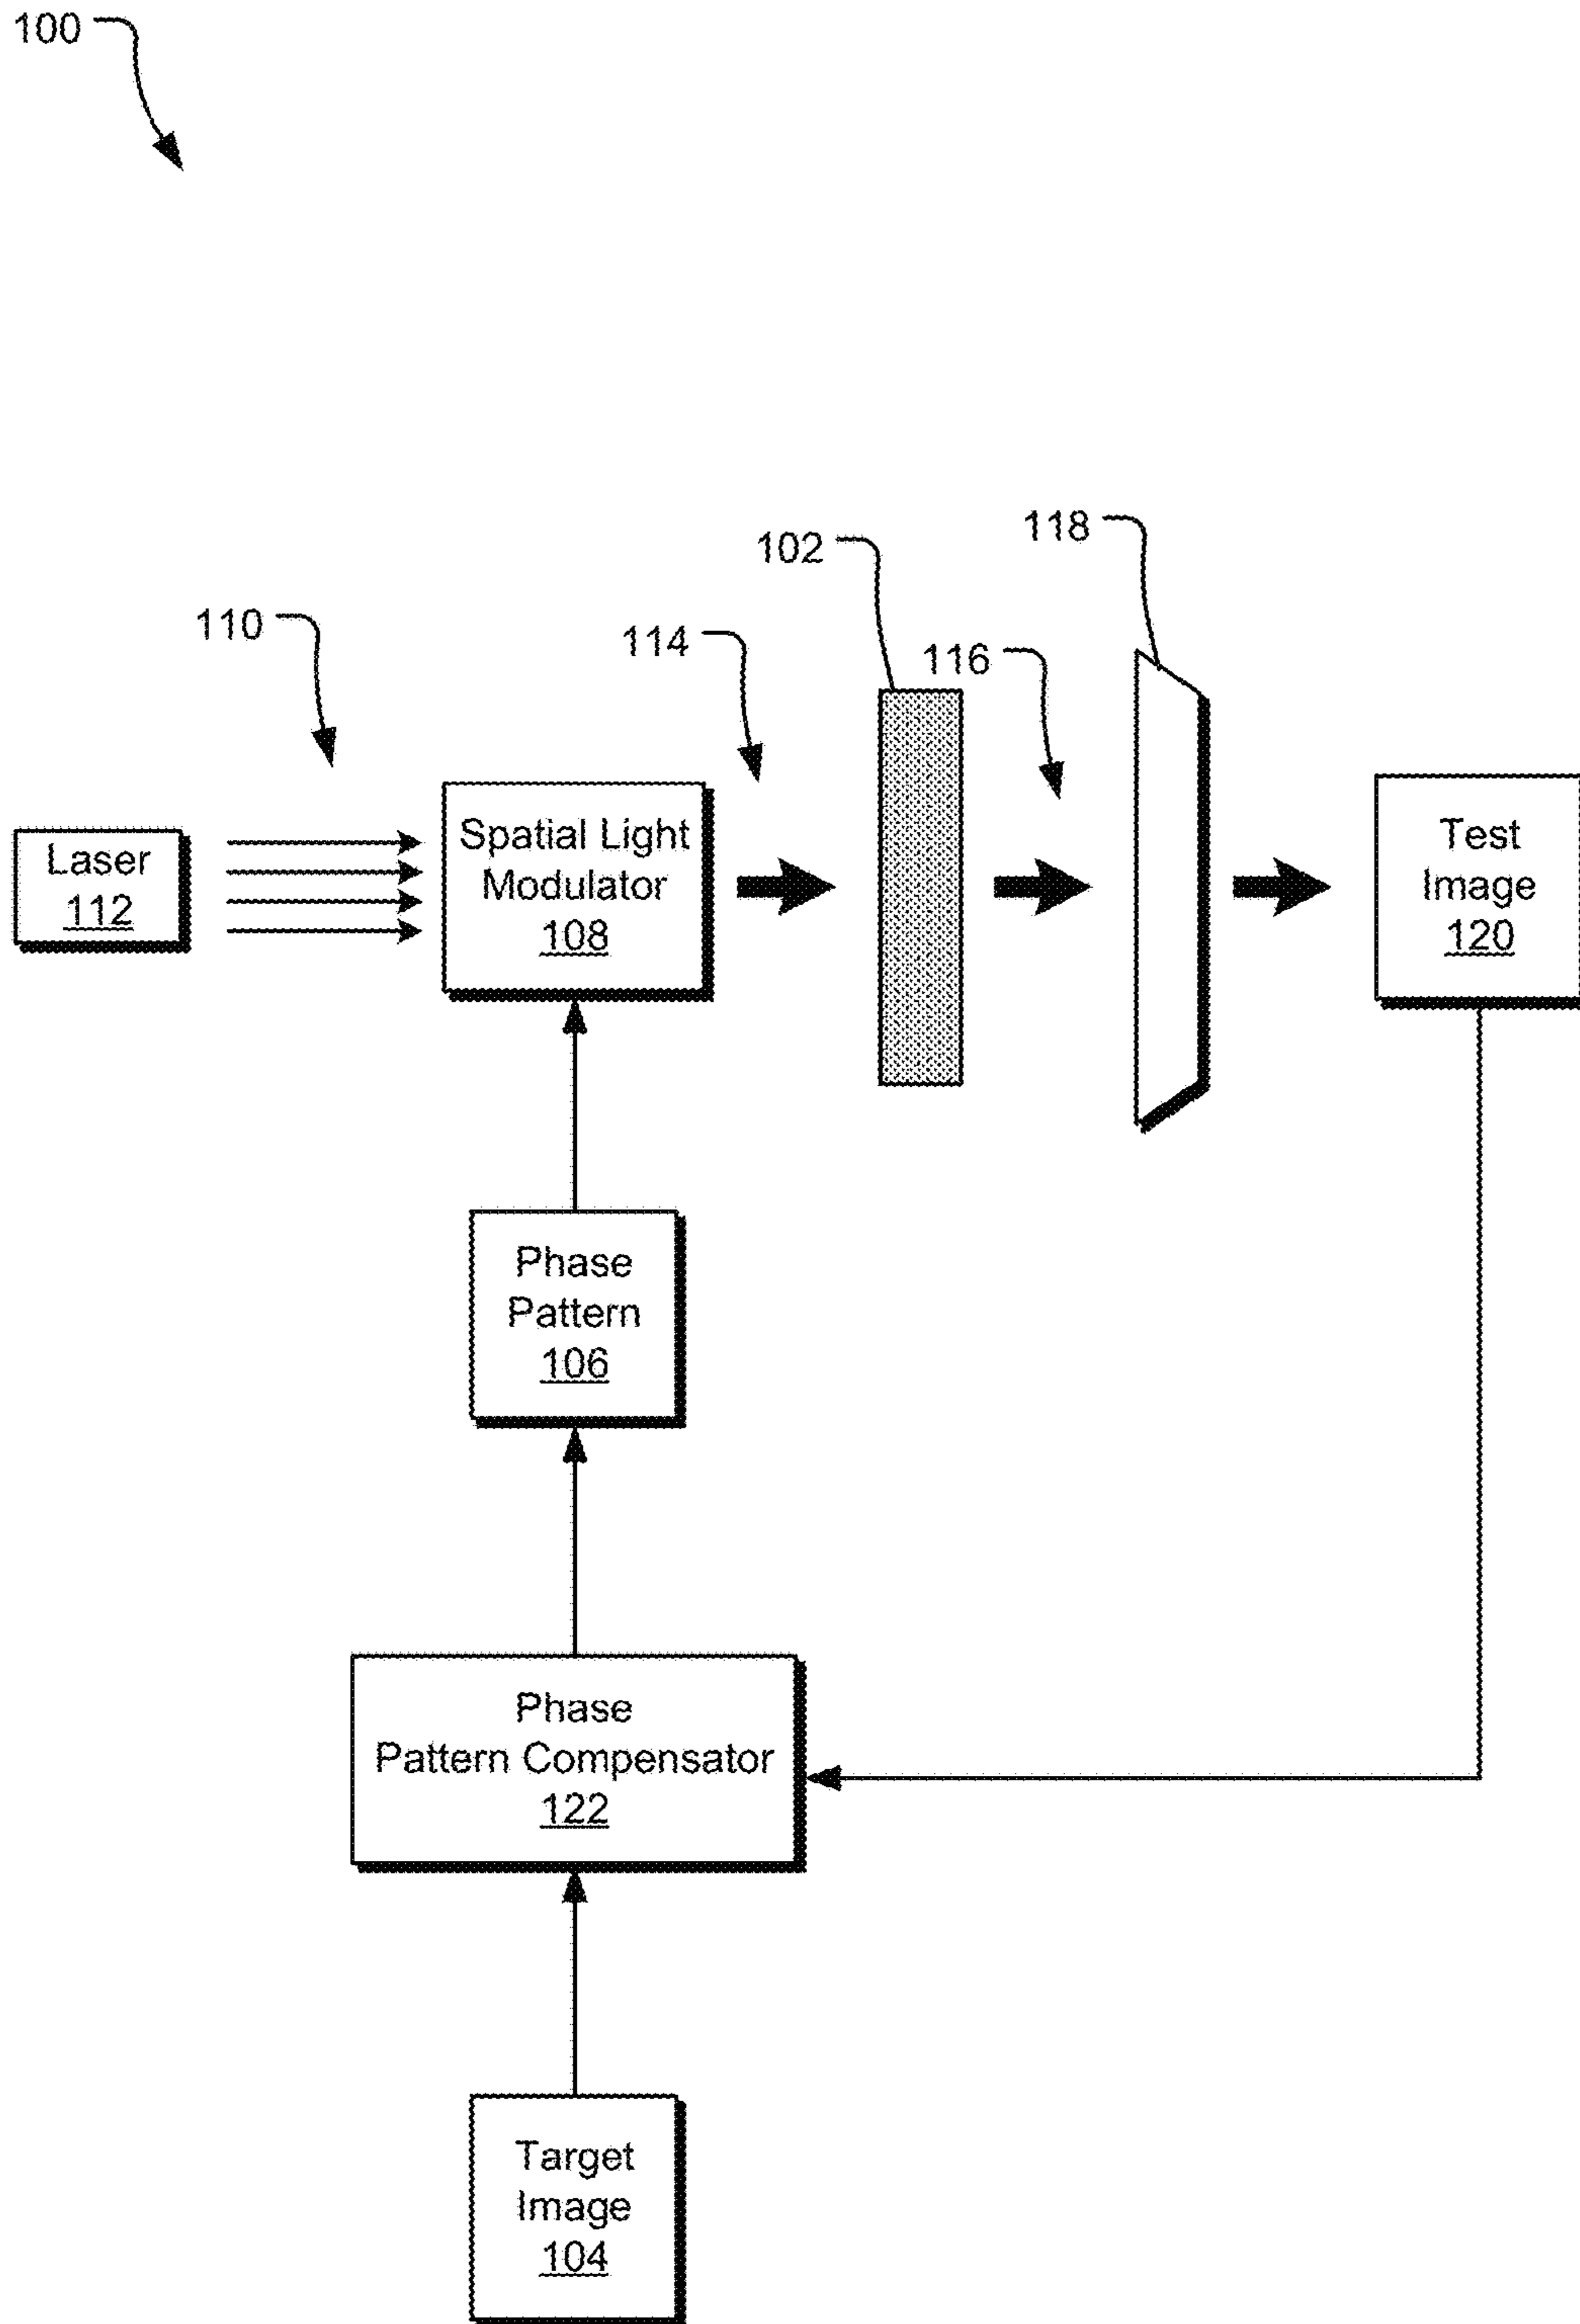 100
118
102
110
114
116
Laser
112
Spatial Light
Modulator
108
Test
Image
120
Phase
Pattern
106
Phase
Pattern Compensator
122
Target
Image
104